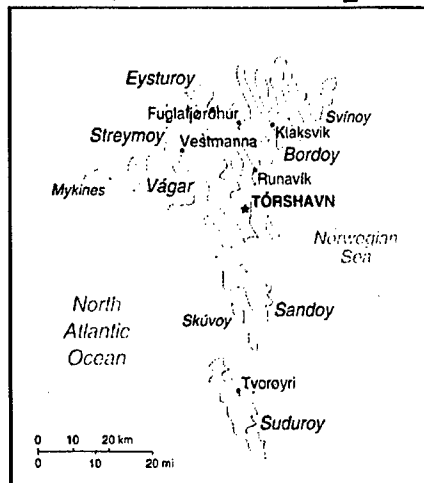 Eysturoy
Fuglafjørdhur
Svínoy
Streymoy
Klaksvík
Vestmanna
Bordoy
Runavík
Mykines
Vágar
TÓRSHAVN
Norwegian
Sea
North
Atlantic
Ocean
Skúvoy
Sandoy
Tvoroyri
Suduroy
0 10 20 km
0 10 20 mi